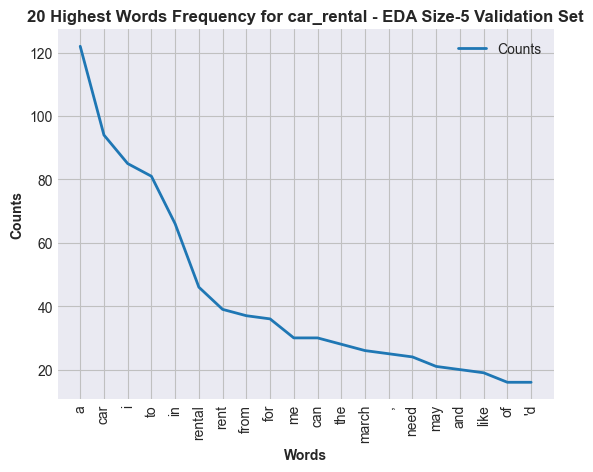 20 Highest Words Frequency for car_rental - EDA Size-5 Validation Set
Counts
120
100
80
60
40
20
Counts
a
car
i
to
in
rental
rent
from
for
me
can
the
march
,
need
may
and
like
of
'd
Words